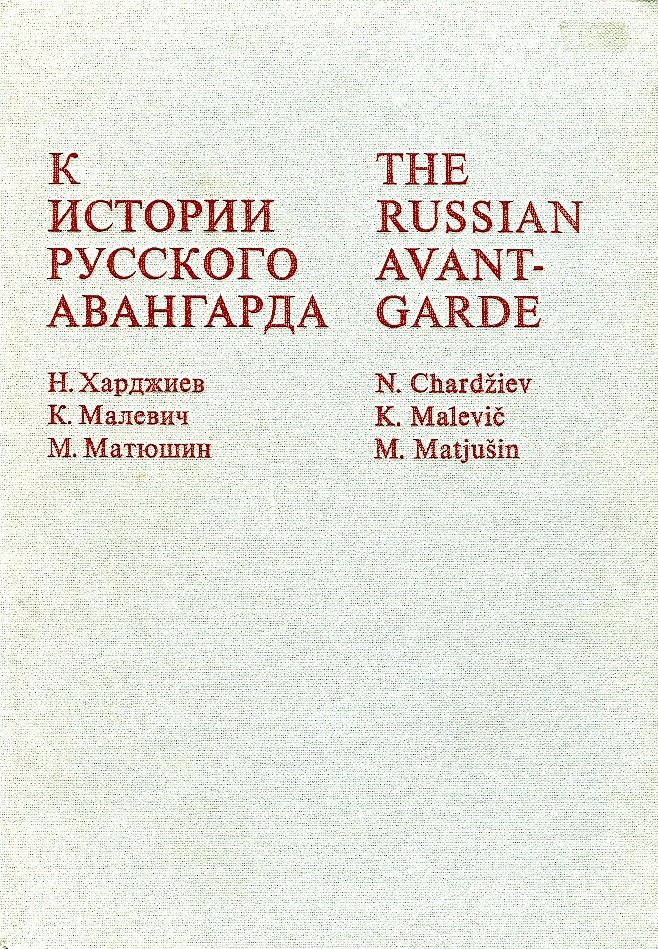 К
ИСТОРИИ
РУССКОГО
АВАНГАРДА
Н. Харджиев
К. Малевич
М. Матюшин
THE
RUSSIAN
AVANT-
GARDE
N. Chardžiev
K. Malevič
M. Matjušin